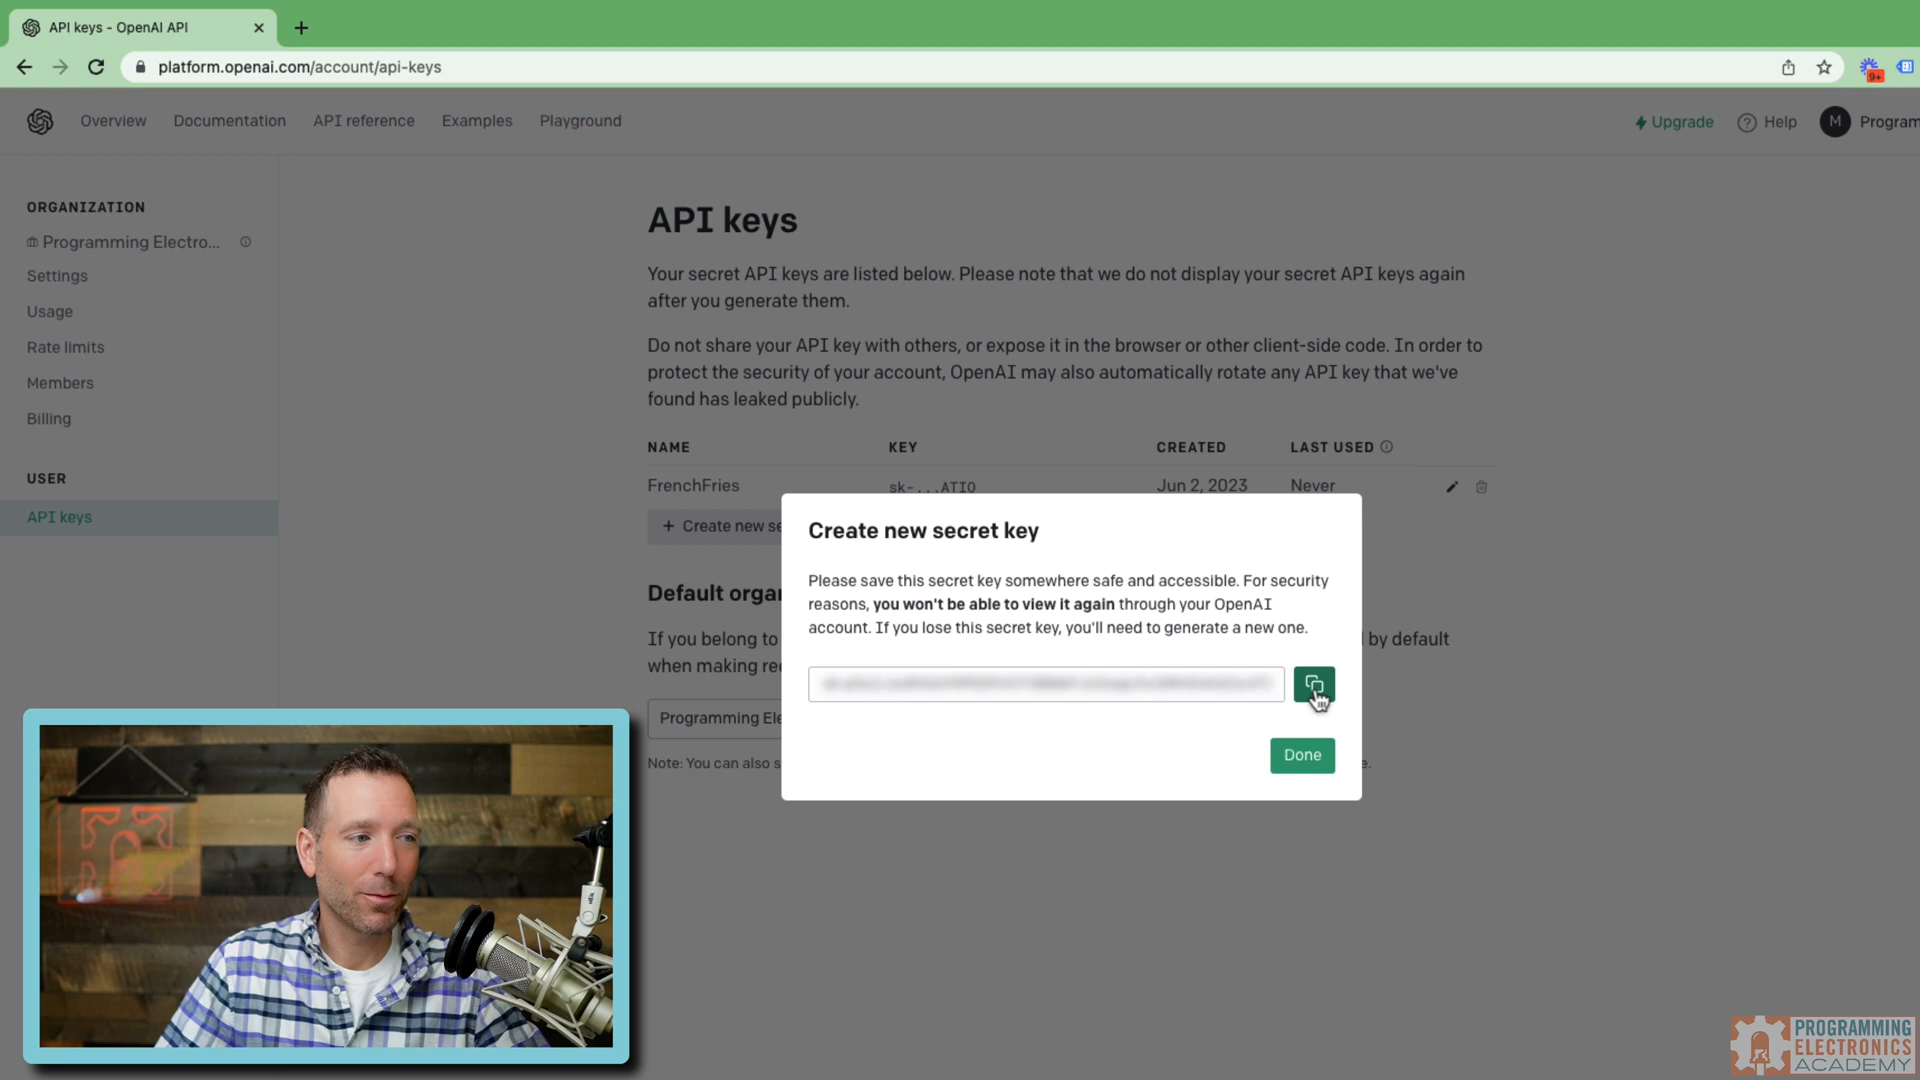 API keys - OpenAI API
platform.openai.com/account/api-keys
9+
Overview
Documentation
API reference
Examples
Playground
Upgrade
Help
M
Program
ORGANIZATION
Programming Electro...
Settings
Usage
Rate limits
Members
Billing
USER
API keys
API keys
Your secret API keys are listed below. Please note that we do not display your secret API keys again
after you generate them.
Do not share your API key with others, or expose it in the browser or other client-side code. In order to
protect the security of your account, OpenAI may also automatically rotate any API key that we've
found has leaked publicly.
NAME KEY CREATED LAST USED
FrenchFries sk-...ATIO Jun 2, 2023 Never
+ Create new se
Default orga
If you belong to by default
when making re
Programming Ele
Note: You can also s e.
Create new secret key
Please save this secret key somewhere safe and accessible. For security
reasons, you won't be able to view it again through your OpenAI
account. If you lose this secret key, you'll need to generate a new one.
Done
PROGRAMMING
ELECTRONICS
ACADEMY